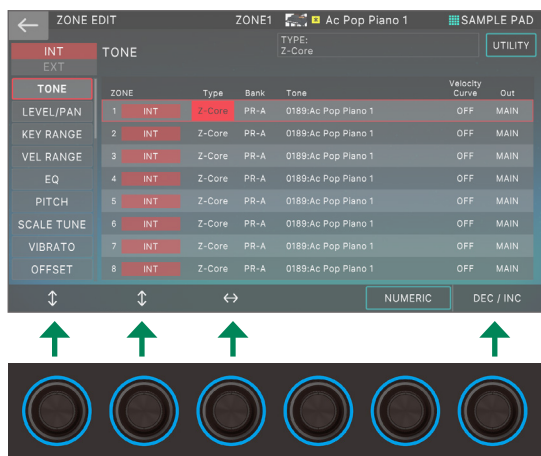 ZONE EDIT ZONE1 Ac Pop Piano 1 SAMPLE PAD
INT
EXT
TONE
TYPE:
Z-Core
UTILITY
TONE
LEVEL/PAN
KEY RANGE
VEL RANGE
EQ
PITCH
SCALE TUNE
VIBRATO
OFFSET
ZONE Type Bank Tone Velocity Curve Out
1 INT Z-Core PR-A 0189:Ac Pop Piano 1 OFF MAIN
2 INT Z-Core PR-A 0189:Ac Pop Piano 1 OFF MAIN
3 INT Z-Core PR-A 0189:Ac Pop Piano 1 OFF MAIN
4 INT Z-Core PR-A 0189:Ac Pop Piano 1 OFF MAIN
5 INT Z-Core PR-A 0189:Ac Pop Piano 1 OFF MAIN
6 INT Z-Core PR-A 0189:Ac Pop Piano 1 OFF MAIN
7 INT Z-Core PR-A 0189:Ac Pop Piano 1 OFF MAIN
8 INT Z-Core PR-A 0189:Ac Pop Piano 1 OFF MAIN
NUMERIC DEC / INC